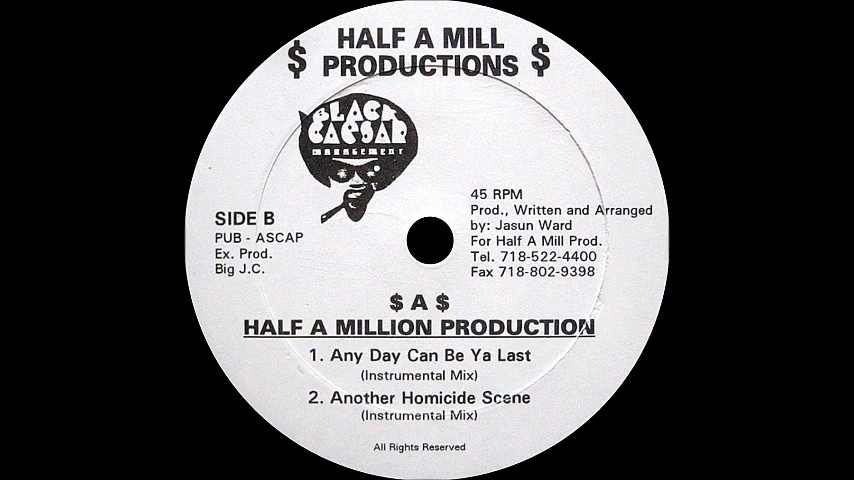 $ HALF A MILL $
PRODUCTIONS
BLACK
CAESAR
MANAGEMENT
SIDE B
PUB - ASCAP
Ex. Prod.
Big J.C.
45 RPM
Prod., Written and Arranged
by: Jasun Ward
For Half A Mill Prod.
Tel. 718-522-4400
Fax 718-802-9398
$ A $
HALF A MILLION PRODUCTION
1. Any Day Can Be Ya Last
(Instrumental Mix)
2. Another Homicide Scene
(Instrumental Mix)
All Rights Reserved